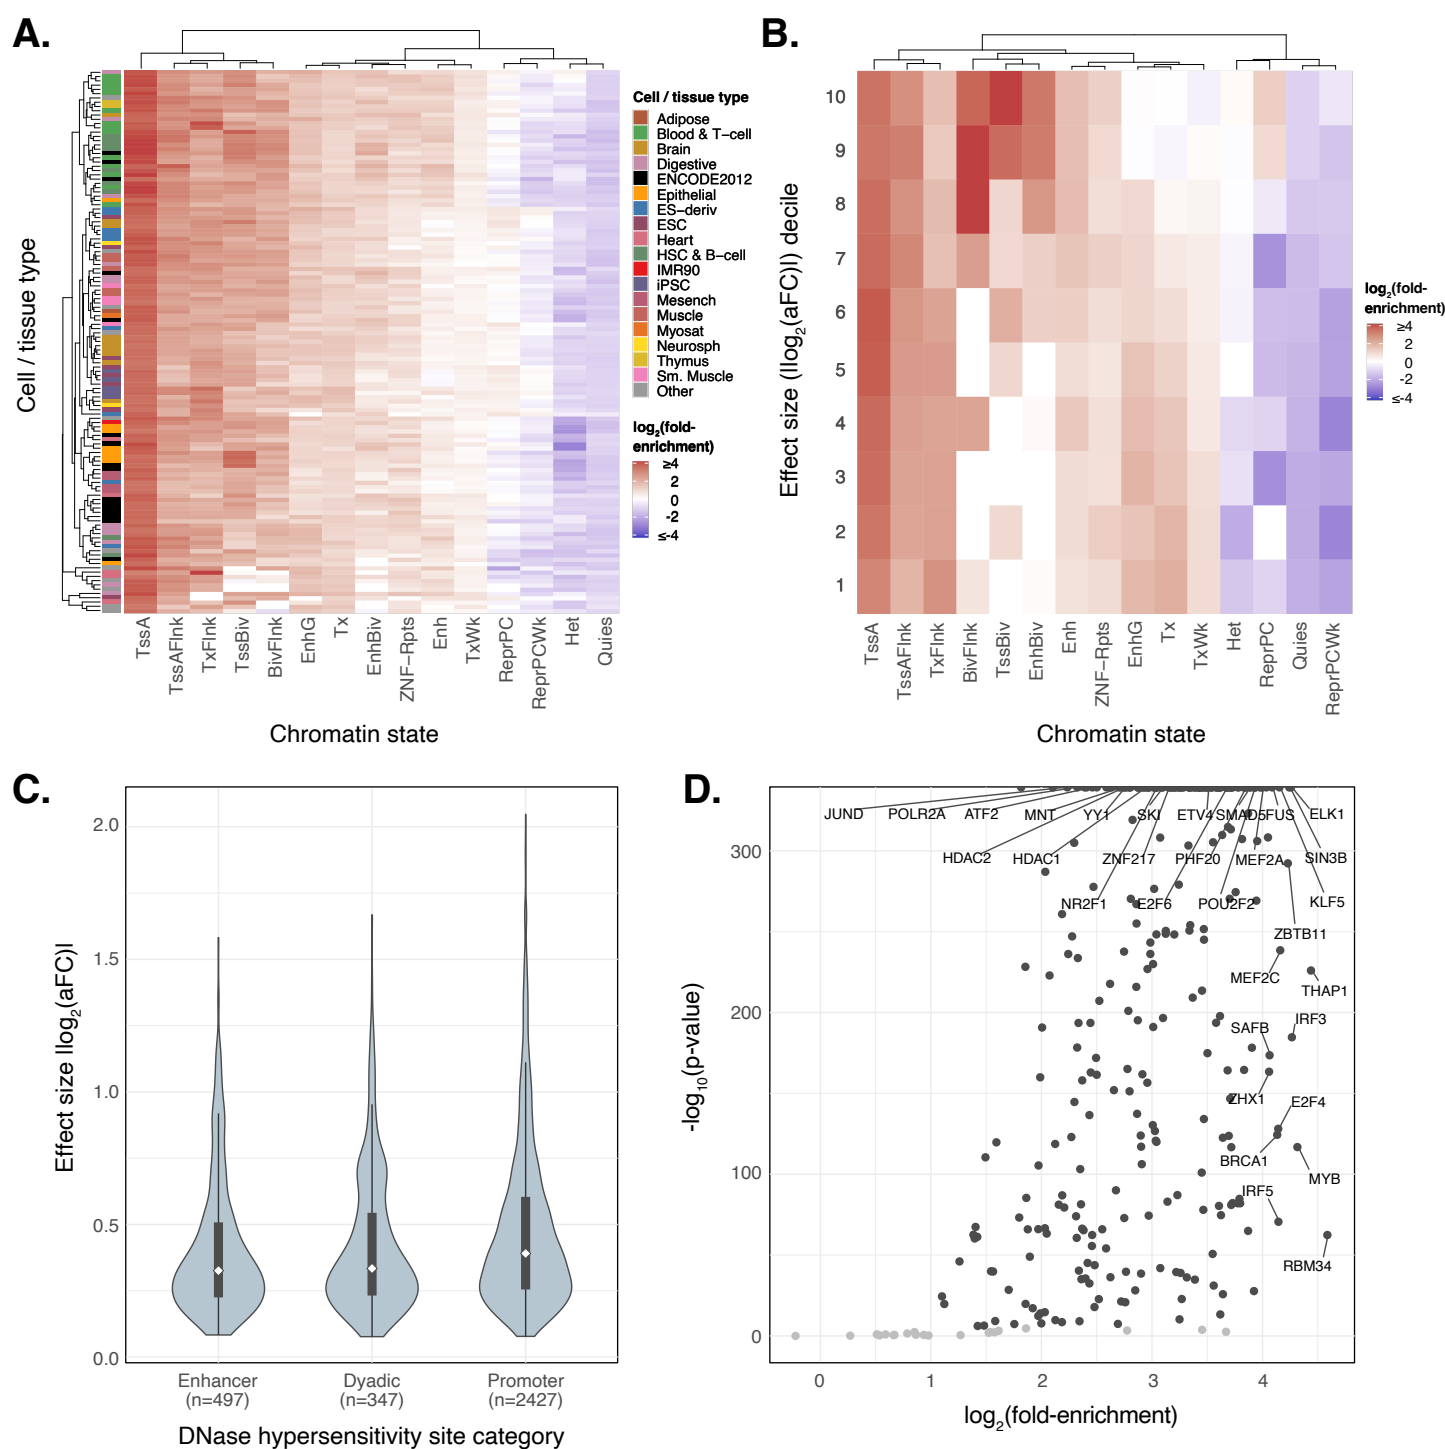 A.
Cell / tissue type
TssA
TssAFlnk
TxFlnk
TssBiv
BivFlnk
EnhG
Tx
EnhBiv
ZNF−Rpts
Enh
TxWk
ReprPC
ReprPCWk
Het
Quies
Chromatin state
Cell / tissue type
Adipose
Blood & T−cell
Brain
Digestive
ENCODE2012
Epithelial
ES−deriv
ESC
Heart
HSC & B−cell
IMR90
iPSC
Mesench
Muscle
Myosat
Neurosph
Thymus
Sm. Muscle
Other
log2(fold-
enrichment)
≥4
2
0
-2
≤-4
B.
Effect size (|log2(aFC)|) decile
10
9
8
7
6
5
4
3
2
1
TssA
TssAFlnk
TxFlnk
BivFlnk
TssBiv
EnhBiv
Enh
ZNF−Rpts
EnhG
Tx
TxWk
Het
ReprPC
Quies
ReprPCWk
Chromatin state
log2(fold-
enrichment)
≥4
2
0
-2
≤-4
C.
Effect size |log2(aFC)|
2.0
1.5
1.0
0.5
0.0
Enhancer
(n=497)
Dyadic
(n=347)
Promoter
(n=2427)
DNase hypersensitivity site category
D.
-log10(p-value)
300
200
100
0
JUND
POLR2A
ATF2
MNT
YY1
SKI
ETV4
SMAD5
FUS
ELK1
HDAC2
HDAC1
ZNF217
PHF20
MEF2A
SIN3B
NR2F1
E2F6
POU2F2
KLF5
ZBTB11
MEF2C
THAP1
SAFB
IRF3
ZHX1
E2F4
BRCA1
MYB
IRF5
RBM34
0
1
2
3
4
log2(fold-enrichment)